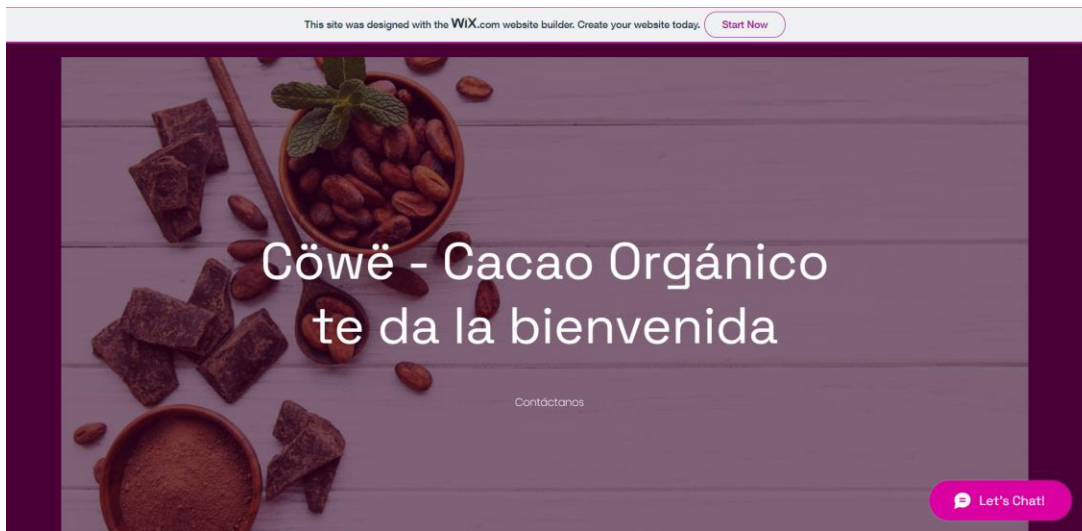 This site was designed with the WiX.com website builder. Create your website today. Start Now
Cöwë - Cacao Orgánico
te da la bienvenida
Contáctanos
Let's Chat!